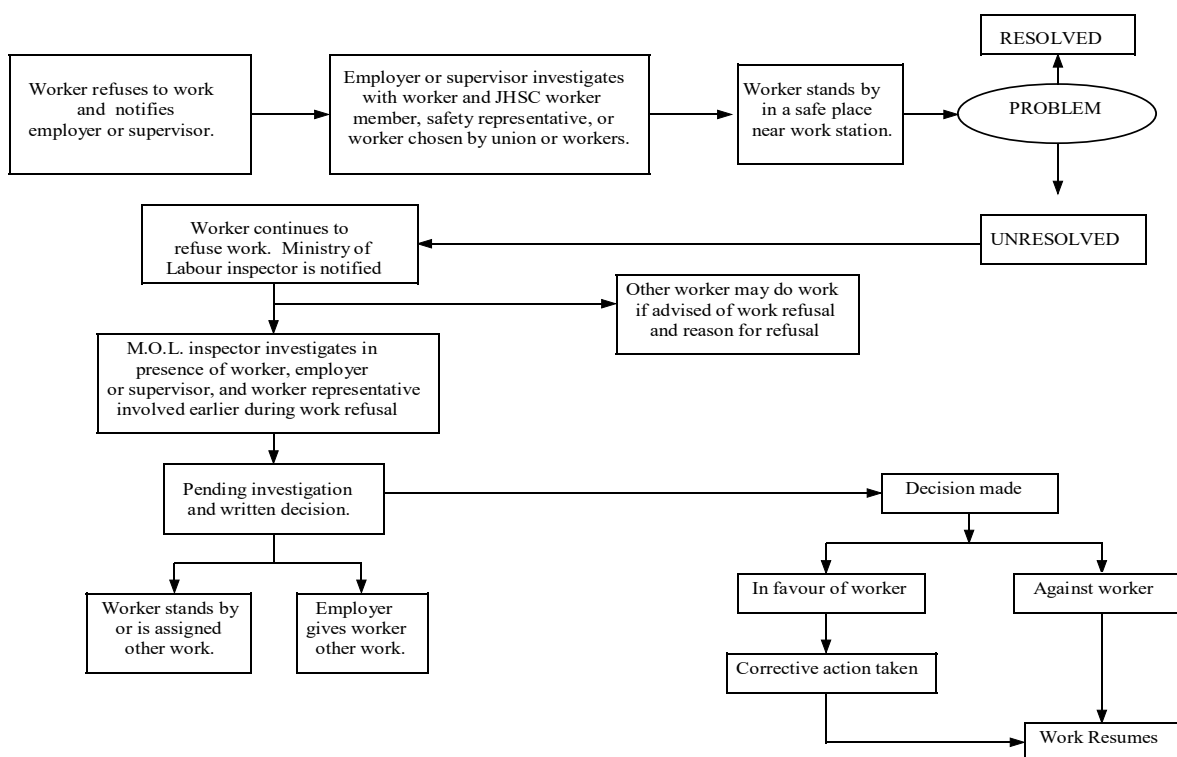 Worker refuses to work
and notifies
employer or supervisor.
Employer or supervisor investigates
with worker and JHSC worker
member, safety representative, or
worker chosen by union or workers.
Worker stands by
in a safe place
near work station.
RESOLVED
PROBLEM
UNRESOLVED
Worker continues to
refuse work. Ministry of
Labour inspector is notified
Other worker may do work
if advised of work refusal
and reason for refusal
M.O.L. inspector investigates in
presence of worker, employer
or supervisor, and worker representative
involved earlier during work refusal
Pending investigation
and written decision.
Worker stands by
or is assigned
other work.
Employer
gives worker
other work.
Decision made
In favour of worker
Against worker
Corrective action taken
Work Resumes